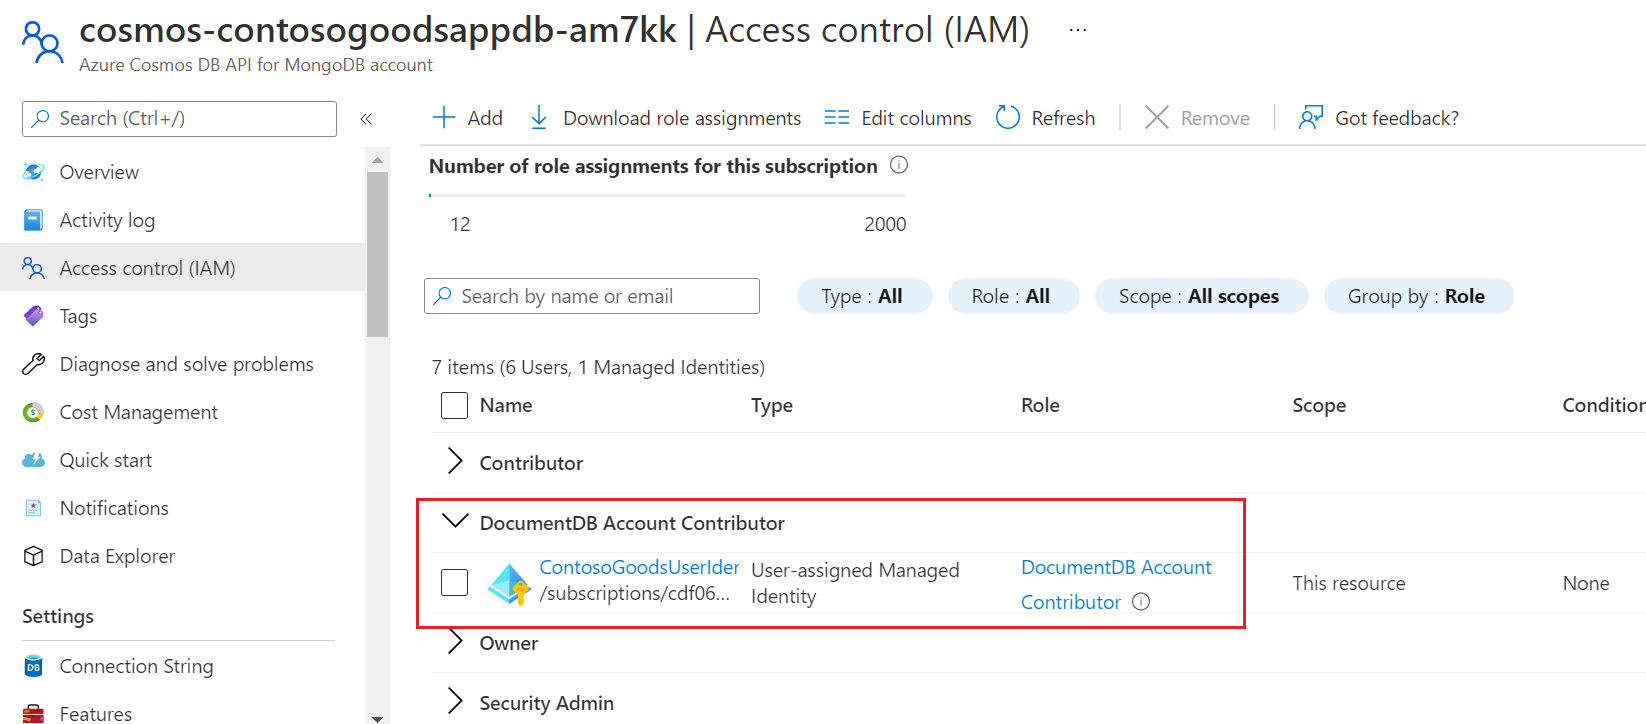 cosmos-contosogoodsappdb-am7kk | Access control (IAM) ...
Azure Cosmos DB API for MongoDB account
Search (Ctrl+/)
«
Add
Download role assignments
Edit columns
Refresh
Remove
Got feedback?
Overview
Activity log
Access control (IAM)
Tags
Diagnose and solve problems
Cost Management
Quick start
Notifications
Data Explorer
Settings
Connection String
Features
Number of role assignments for this subscription
12 2000
Search by name or email
Type : All
Role : All
Scope : All scopes
Group by : Role
7 items (6 Users, 1 Managed Identities)
Name Type Role Scope Condition
Contributor
DocumentDB Account Contributor
ContosoGoodsUserIder
/subscriptions/cdf06...
User-assigned Managed
Identity
DocumentDB Account
Contributor
This resource
None
Owner
Security Admin